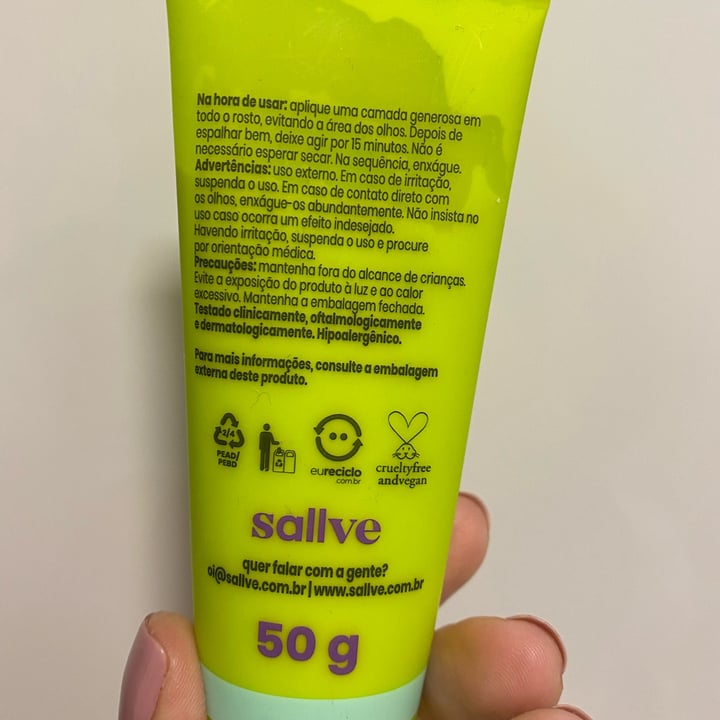 Na hora de usar: aplique uma camada generosa em
todo o rosto, evitando a área dos olhos. Depois de
espalhar bem, deixe agir por 15 minutos. Não é
necessário esperar secar. Na sequência, enxágue.
Advertências: uso externo. Em caso de irritação,
suspenda o uso. Em caso de contato direto com
os olhos, enxágue-os abundantemente. Não insista no
uso caso ocorra um efeito indesejado.
Havendo irritação, suspenda o uso e procure
por orientação médica.
Precauções: mantenha fora do alcance de crianças.
Evite a exposição do produto à luz e ao calor
excessivo. Mantenha a embalagem fechada.
Testado clinicamente, oftalmologicamente
e dermatologicamente. Hipoalergênico.
Para mais informações, consulte a embalagem
externa deste produto.
2/4
PEAD/
PEBD
eureciclo
.com.br
crueltyfree
andvegan
sallve
quer falar com a gente?
oi@sallve.com.br | www.sallve.com.br
50 g